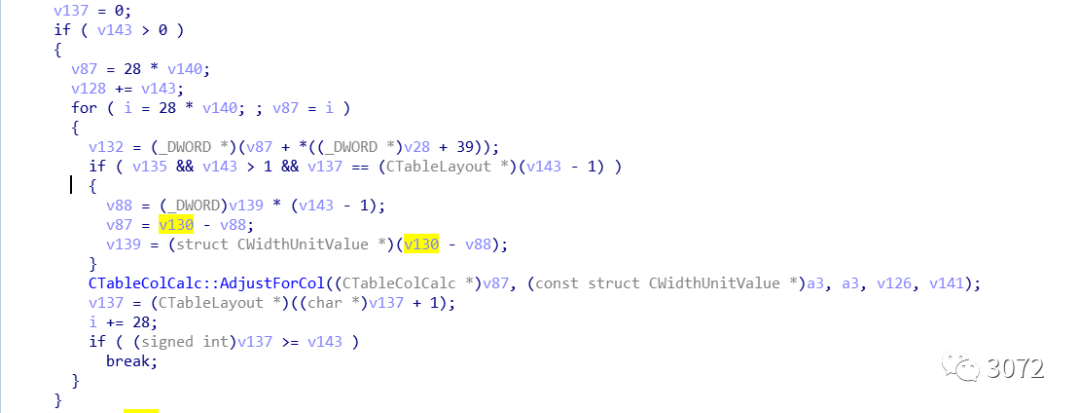 v137 = 0;
if ( v143 > 0 )
{
v87 = 28 * v140;
v128 += v143;
for ( i = 28 * v140; ; v87 = i )
{
v132 = (_DWORD *)(v87 + *((_DWORD *)v28 + 39));
if ( v135 && v143 > 1 && v137 == (CTableLayout *)(v143 - 1) )
{
v88 = (_DWORD)v139 * (v143 - 1);
v87 = v130 - v88;
v139 = (struct CWidthUnitValue *)(v130 - v88);
}
CTableColCalc::AdjustForCol((CTableColCalc *)v87, (const struct CWidthUnitValue *)a3, a3, v126, v141);
v137 = (CTableLayout *)((char *)v137 + 1);
i += 28;
if ( (signed int)v137 >= v143 )
break;
}
}
3072